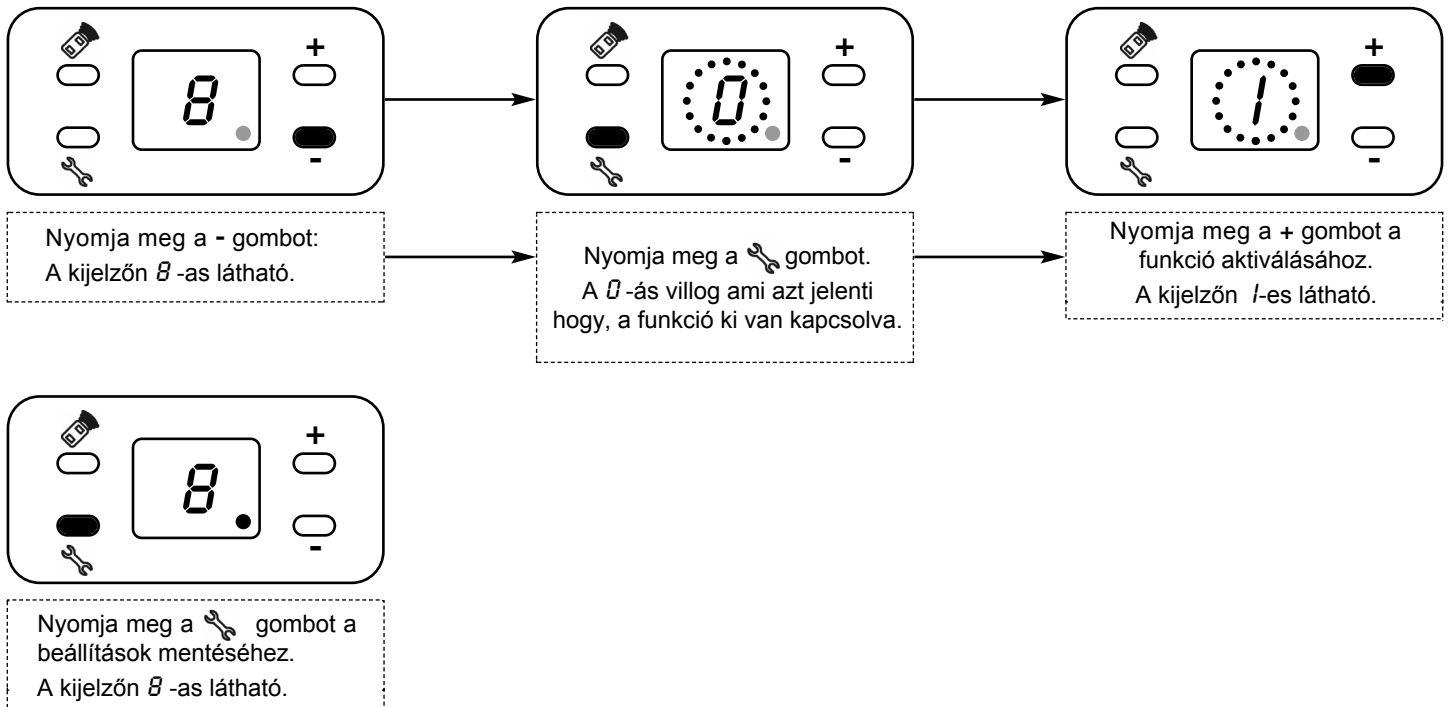 +
8
-
+
0
-
+
1
-
Nyomja meg a - gombot:
A kijelzőn 8 -as látható.
Nyomja meg a gombot.
A 0 -ás villog ami azt jelenti
hogy, a funkció ki van kapcsolva.
Nyomja meg a + gombot a
funkció aktiválásához.
A kijelzőn 1-es látható.
+
8
-
Nyomja meg a gombot a
beállítások mentéséhez.
A kijelzőn 8 -as látható.